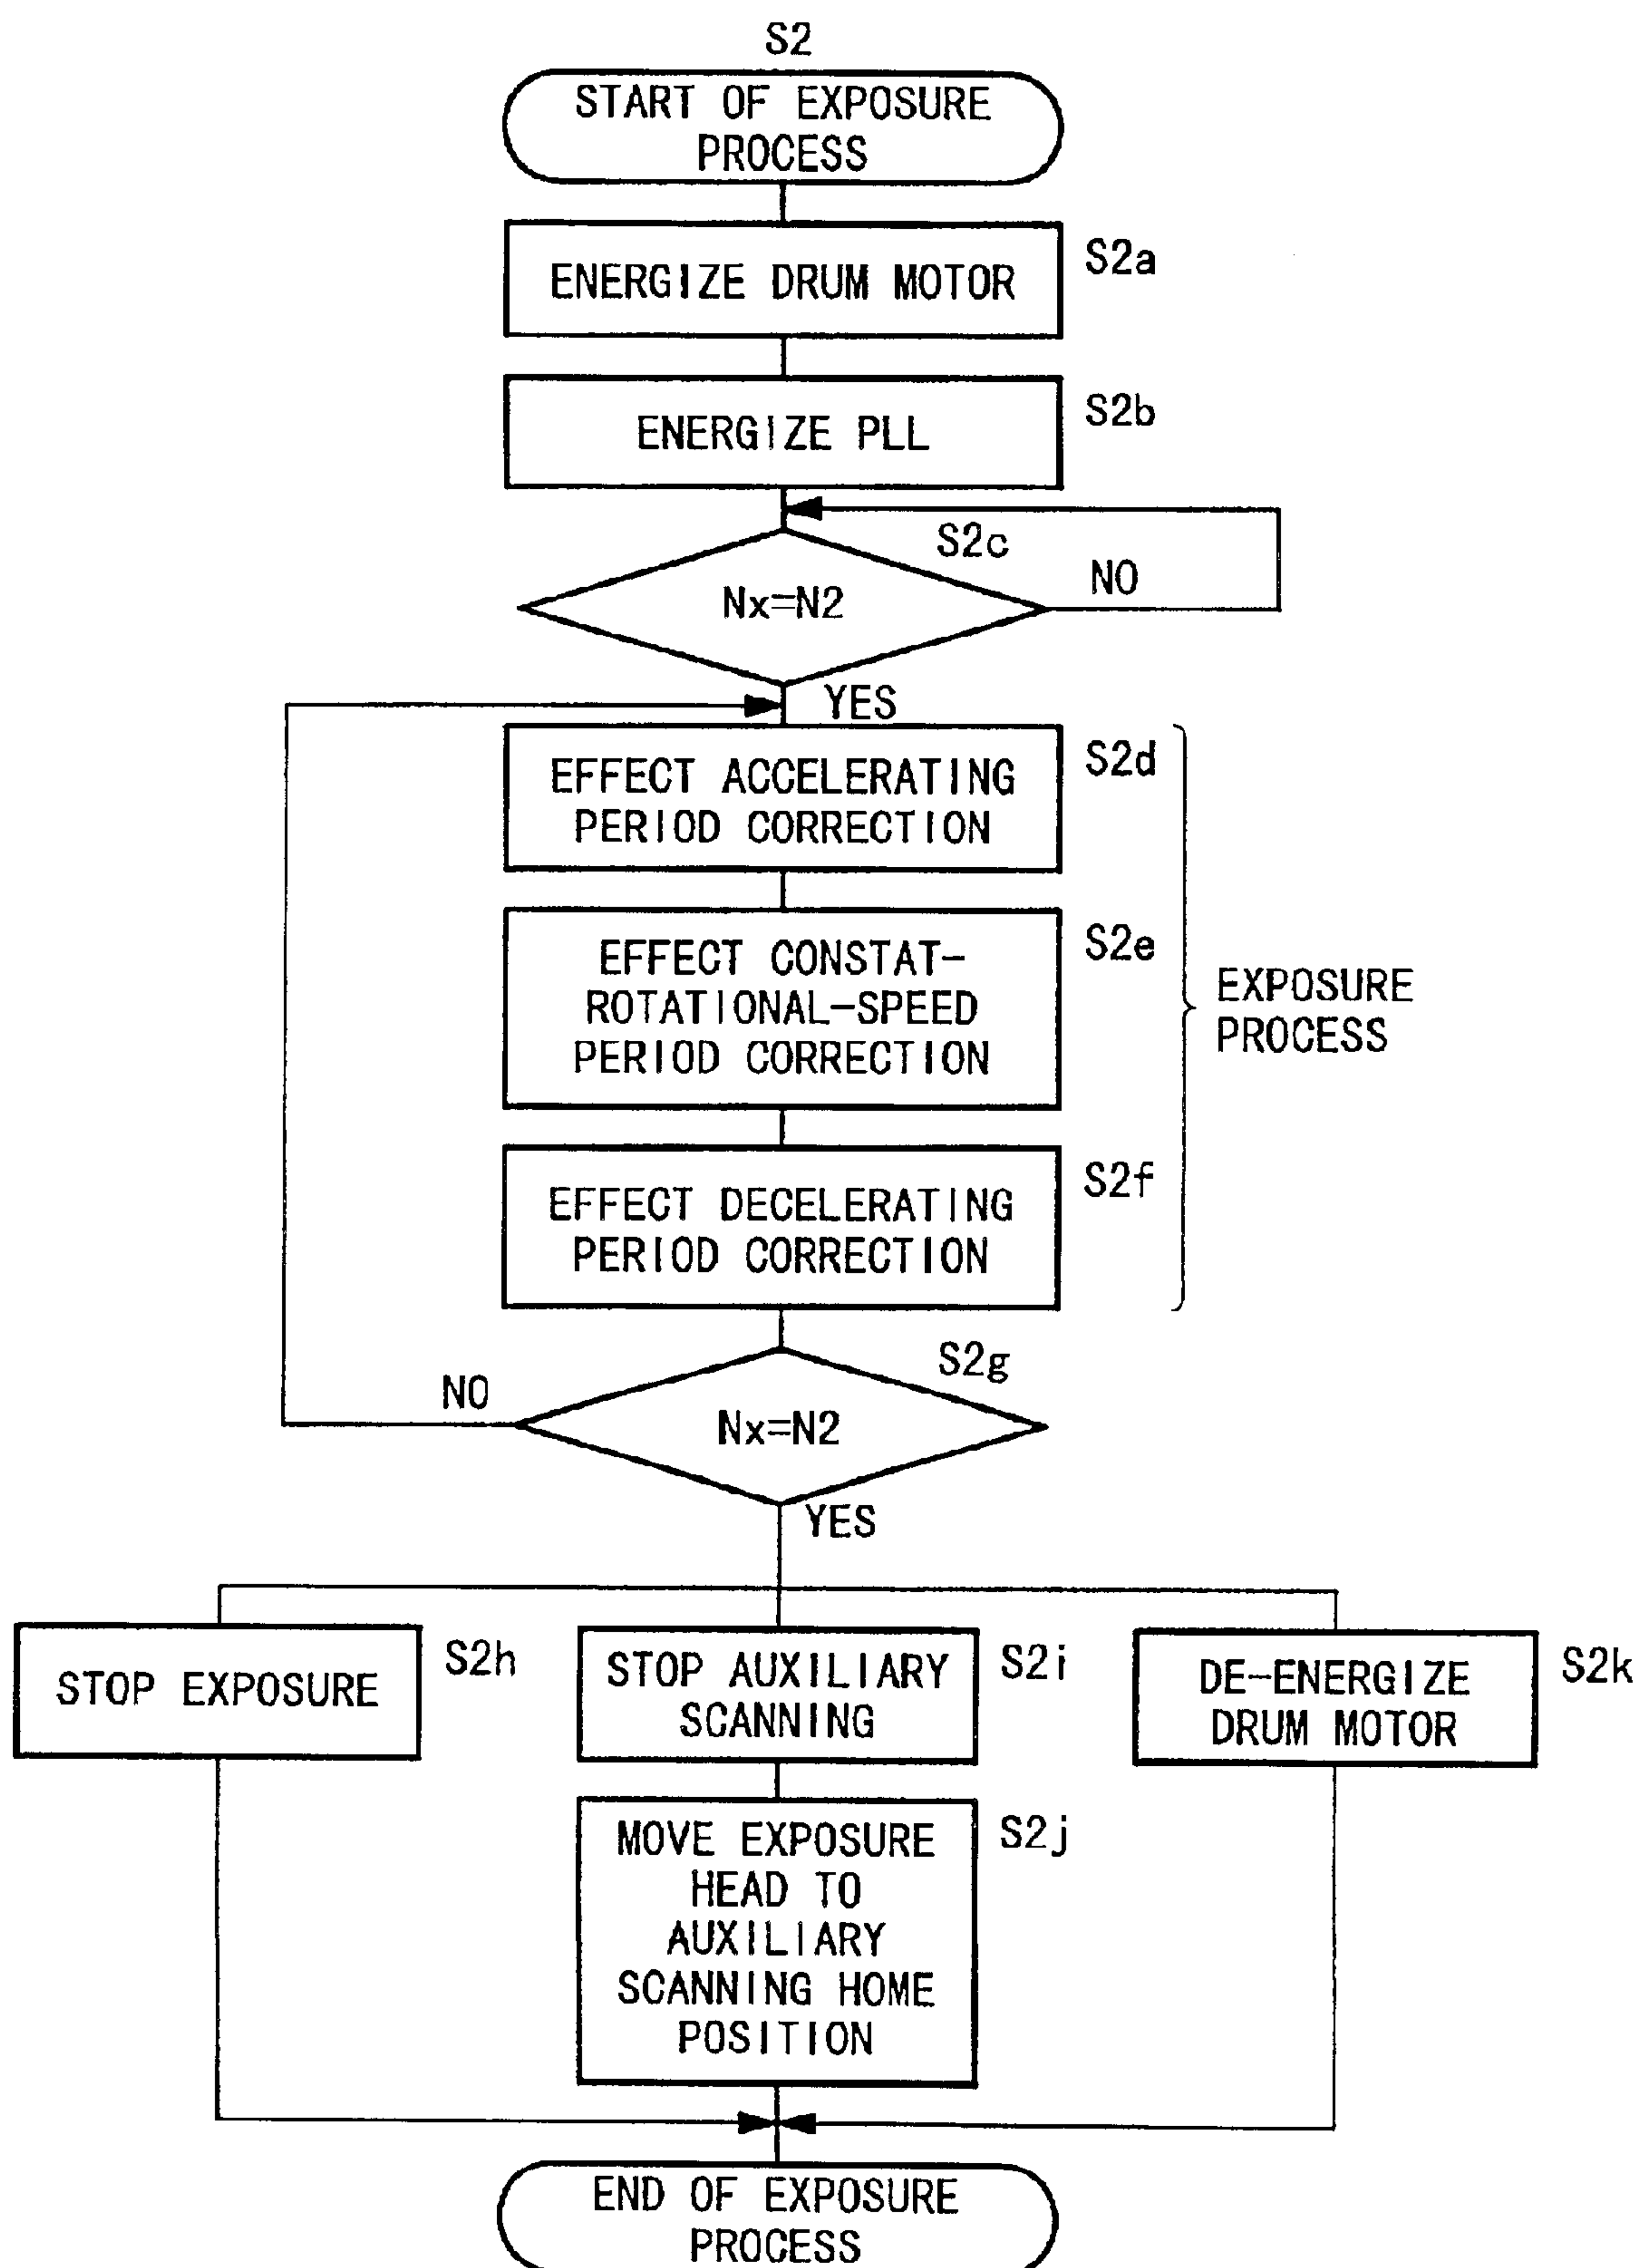 S2
START OF EXPOSURE
PROCESS
ENERGIZE DRUM MOTOR
S2a
ENERGIZE PLL
S2b
S2c
Nx=N2
NO
YES
EFFECT ACCELERATING
PERIOD CORRECTION
S2d
EFFECT CONSTAT-
ROTATIONAL-SPEED
PERIOD CORRECTION
S2e
EXPOSURE
PROCESS
EFFECT DECELERATING
PERIOD CORRECTION
S2f
S2g
NO
Nx=N2
YES
STOP EXPOSURE
S2h
STOP AUXILIARY
SCANNING
S2i
DE-ENERGIZE
DRUM MOTOR
S2k
MOVE EXPOSURE
HEAD TO
AUXILIARY
SCANNING HOME
POSITION
S2j
END OF EXPOSURE
PROCESS